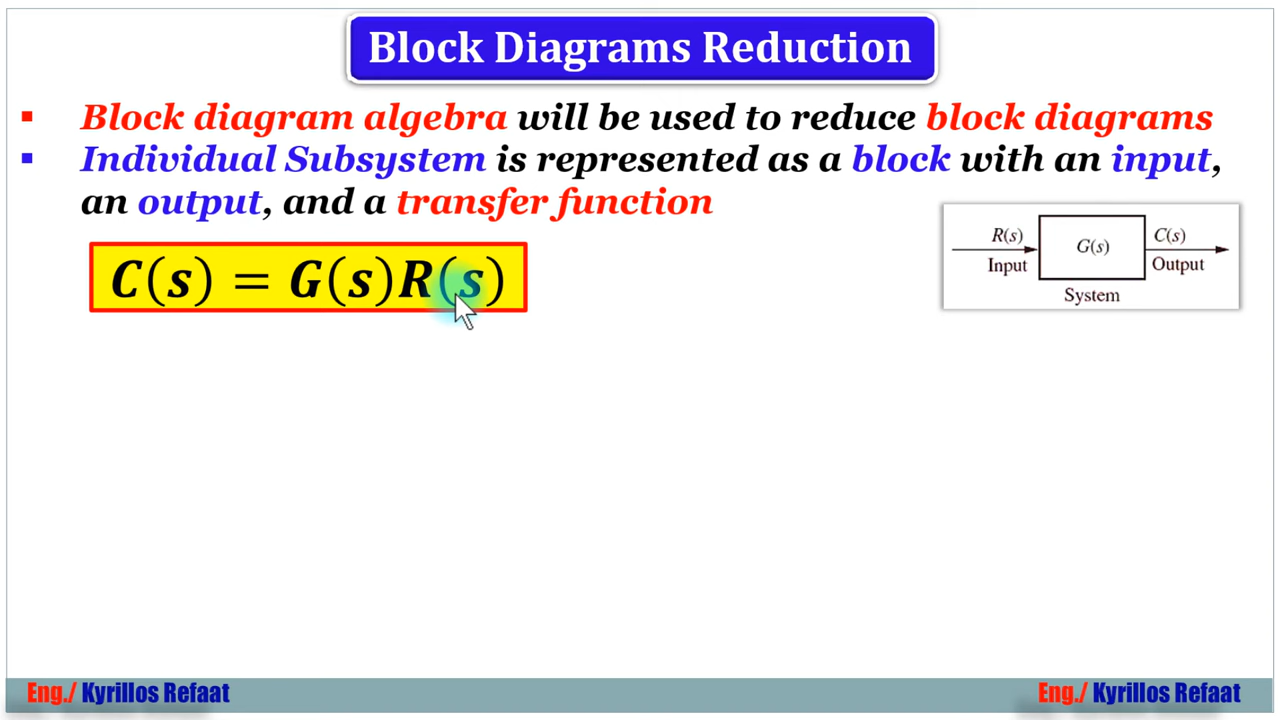 Block Diagrams Reduction
▪ Block diagram algebra will be used to reduce block diagrams
▪ Individual Subsystem is represented as a block with an input,
an output, and a transfer function
C(s) = G(s)R(s)
R(s) G(s) C(s)
Input Output
System
Eng./ Kyrillos Refaat Eng./ Kyrillos Refaat